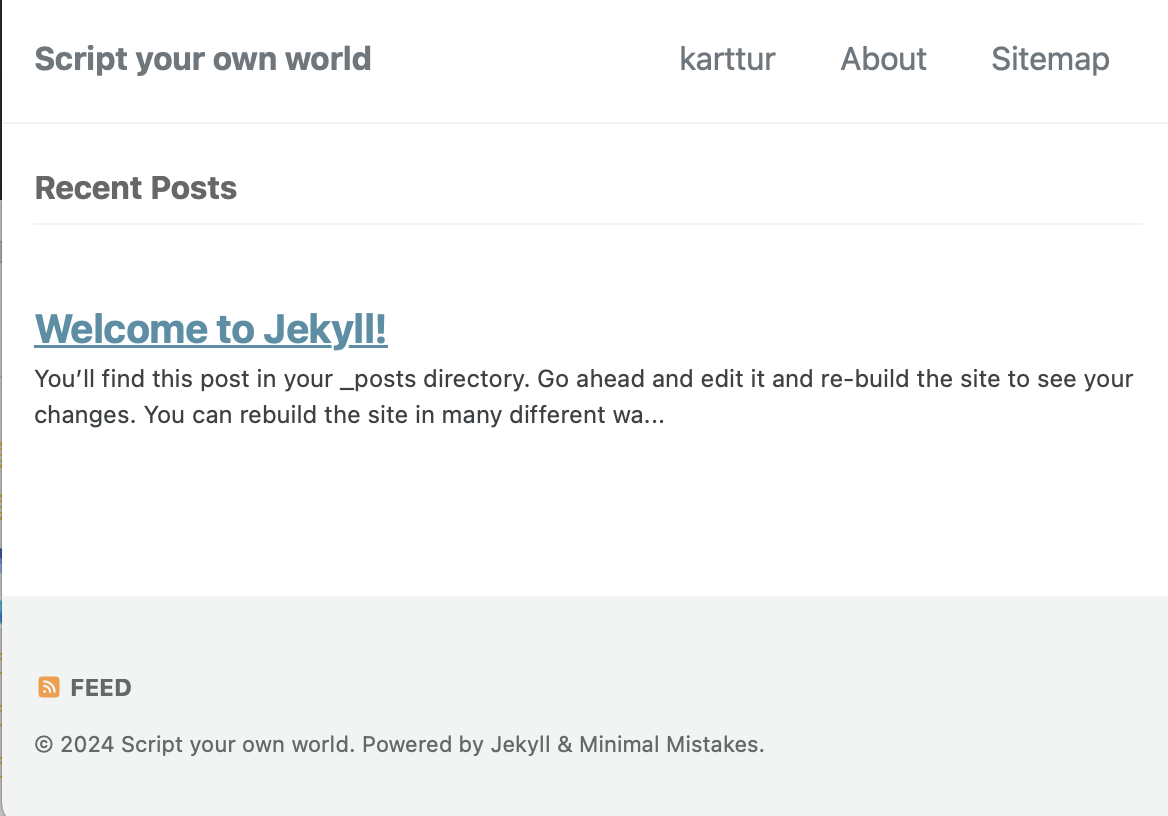 Script your own world karttur About Sitemap
Recent Posts
Welcome to Jekyll!
You’ll find this post in your _posts directory. Go ahead and edit it and re-build the site to see your
changes. You can rebuild the site in many different wa...
FEED
© 2024 Script your own world. Powered by Jekyll & Minimal Mistakes.